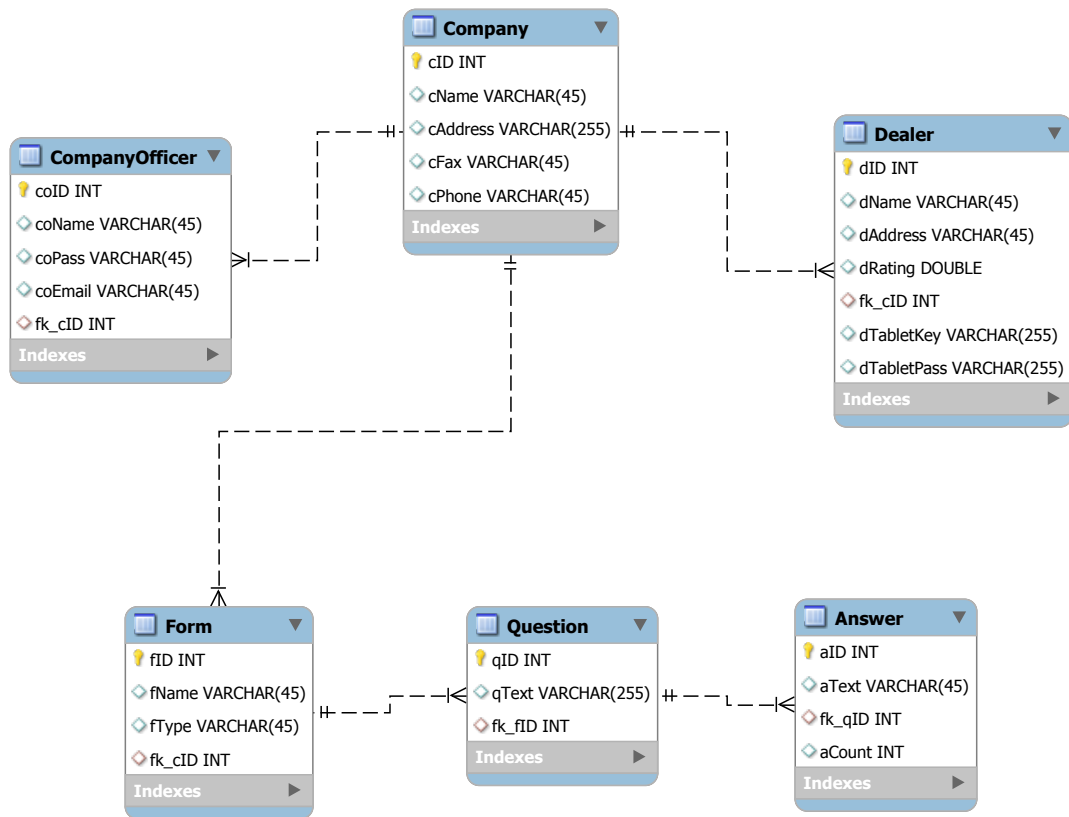 Company
cID INT
cName VARCHAR(45)
cAddress VARCHAR(255)
cFax VARCHAR(45)
cPhone VARCHAR(45)
Indexes
CompanyOfficer
coID INT
coName VARCHAR(45)
coPass VARCHAR(45)
coEmail VARCHAR(45)
fk_cID INT
Indexes
Dealer
dID INT
dName VARCHAR(45)
dAddress VARCHAR(45)
dRating DOUBLE
fk_cID INT
dTabletKey VARCHAR(255)
dTabletPass VARCHAR(255)
Indexes
Form
fID INT
fName VARCHAR(45)
fType VARCHAR(45)
fk_cID INT
Indexes
Question
qID INT
qText VARCHAR(255)
fk_fID INT
Indexes
Answer
aID INT
aText VARCHAR(45)
fk_qID INT
aCount INT
Indexes